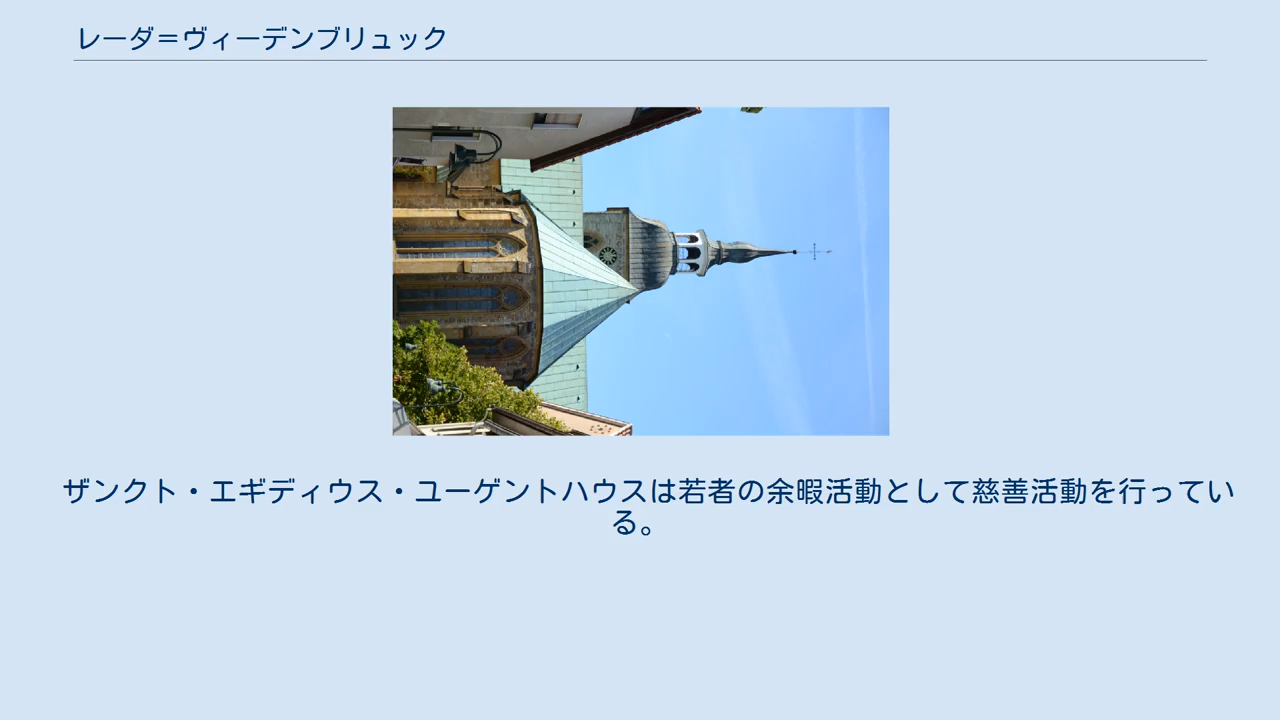 レーダ＝ヴィーデンブリュック
ザンクト・エギディウス・ユーゲントハウスは若者の余暇活動として慈善活動を行ってい
る。